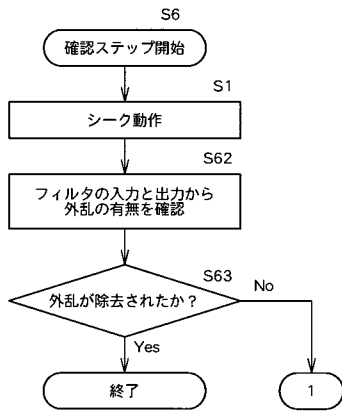 S6
確認ステップ開始
S1
シーク動作
S62
フィルタの入力と出力から
外乱の有無を確認
S63
外乱が除去されたか？
No
Yes
終了
1